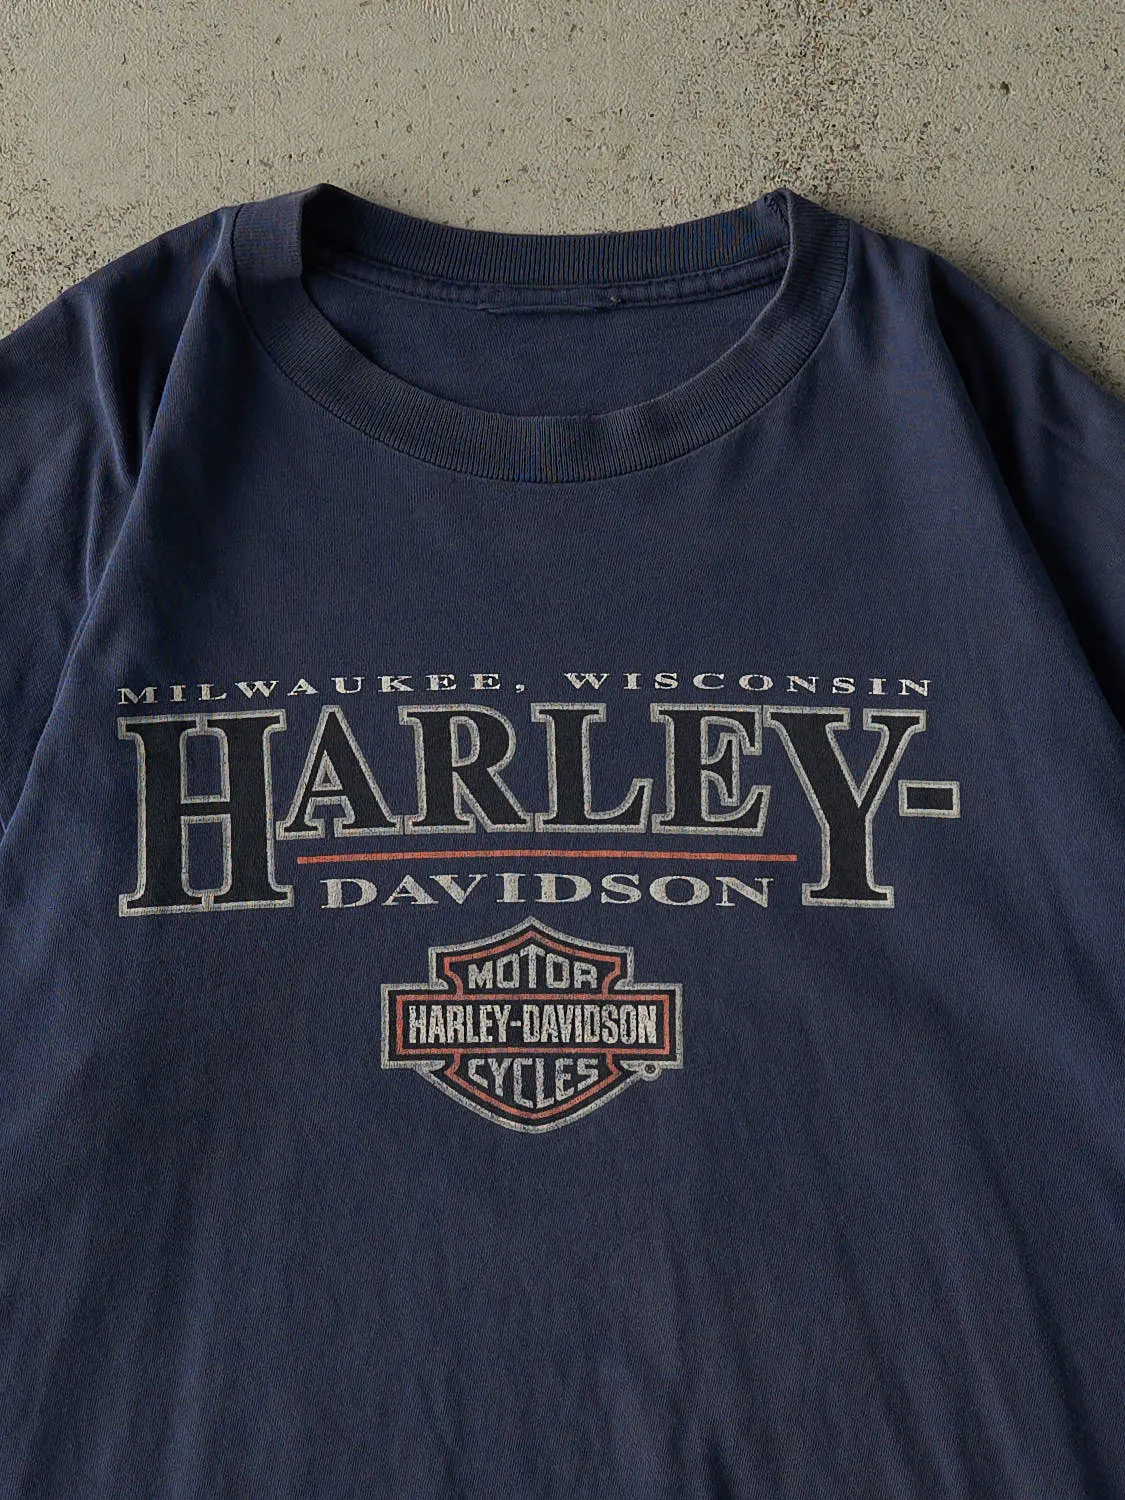 MILWAUKEE, WISCONSIN
HARLEY-
DAVIDSON
MOTOR
HARLEY-DAVIDSON
CYCLES